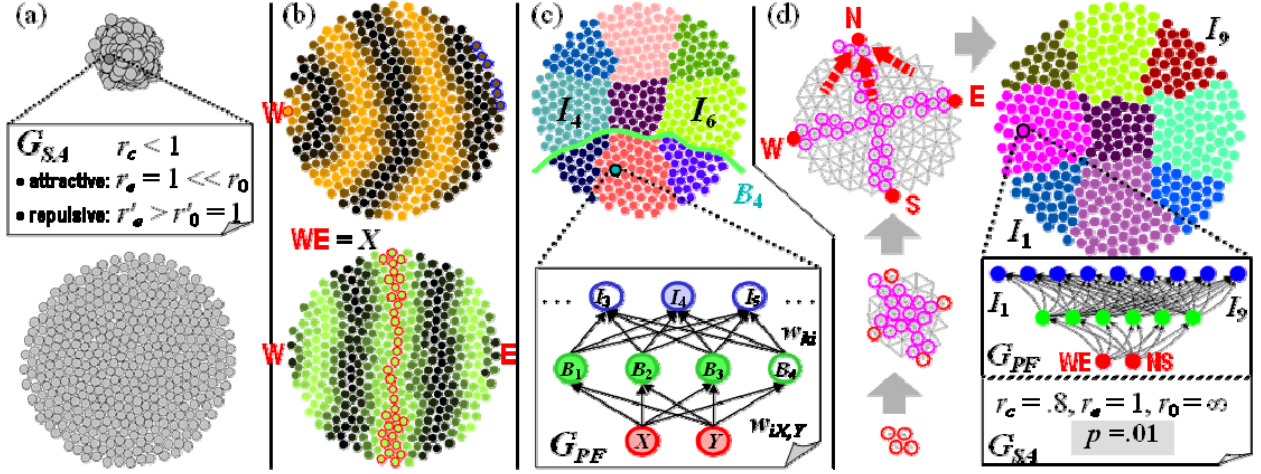 (a)
G_SA r_c < 1
• attractive: r_e = 1 << r_0
• repulsive: r'_e > r'_0 = 1
(b)
W
WE = X
W E
(c)
I_4 I_6
B_4
· · · I_3 I_4 I_5 · · ·
w_ki
B_1 B_2 B_3 B_4
w_iX,Y
G_PF X Y
(d)
N
E
W
S
I_9
I_1
I_1 I_9
G_PF WE NS
r_c = .8, r_e = 1, r_0 = ∞
G_SA p = .01